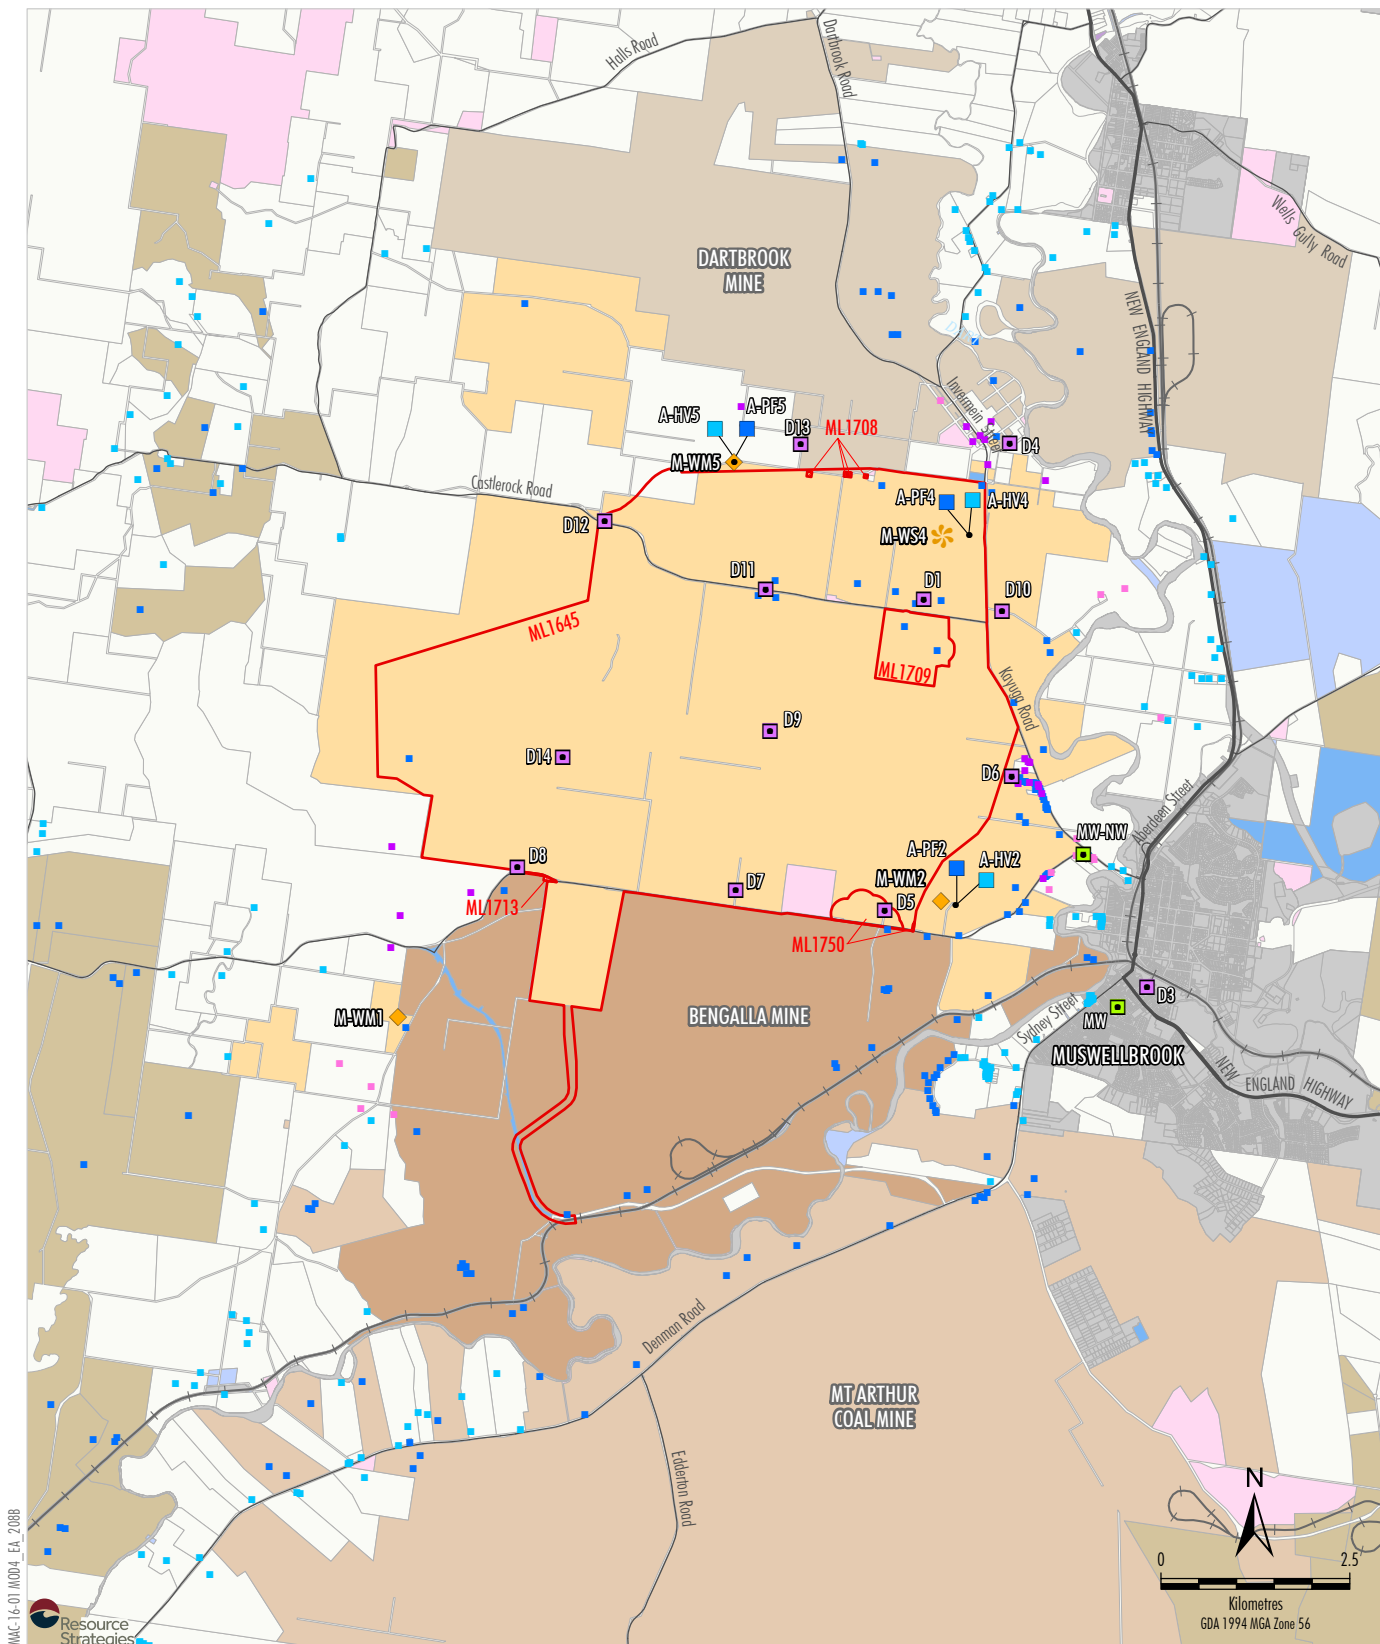 Halls Road
Dartbrook Road
Wells Gully Road
DARTBROOK
MINE
NEW ENGLAND HIGHWAY
Invermein Street
A-HV5
A-PF5
D13
ML1708
D4
M-WM5
Castlerock Road
A-PF4
A-HV4
D12
M-WS4
D11
D1
D10
ML1645
ML1709
Kayuga Road
D9
D14
D6
Aberdeen Street
MW-NW
A-PF2
A-HV2
D8
M-WM2
D7
D5
ML1713
ML1750
D3
M-WM1
BENGALLA MINE
Sydney Street
MW
MUSWELLBROOK
NEW ENGLAND HIGHWAY
Denman Road
MT ARTHUR
COAL MINE
Edderton Road
N
0 2.5
Kilometres
GDA 1994 MGA Zone 56
MAC-16-01 MOD4_EA_208B
Resource
Strategies